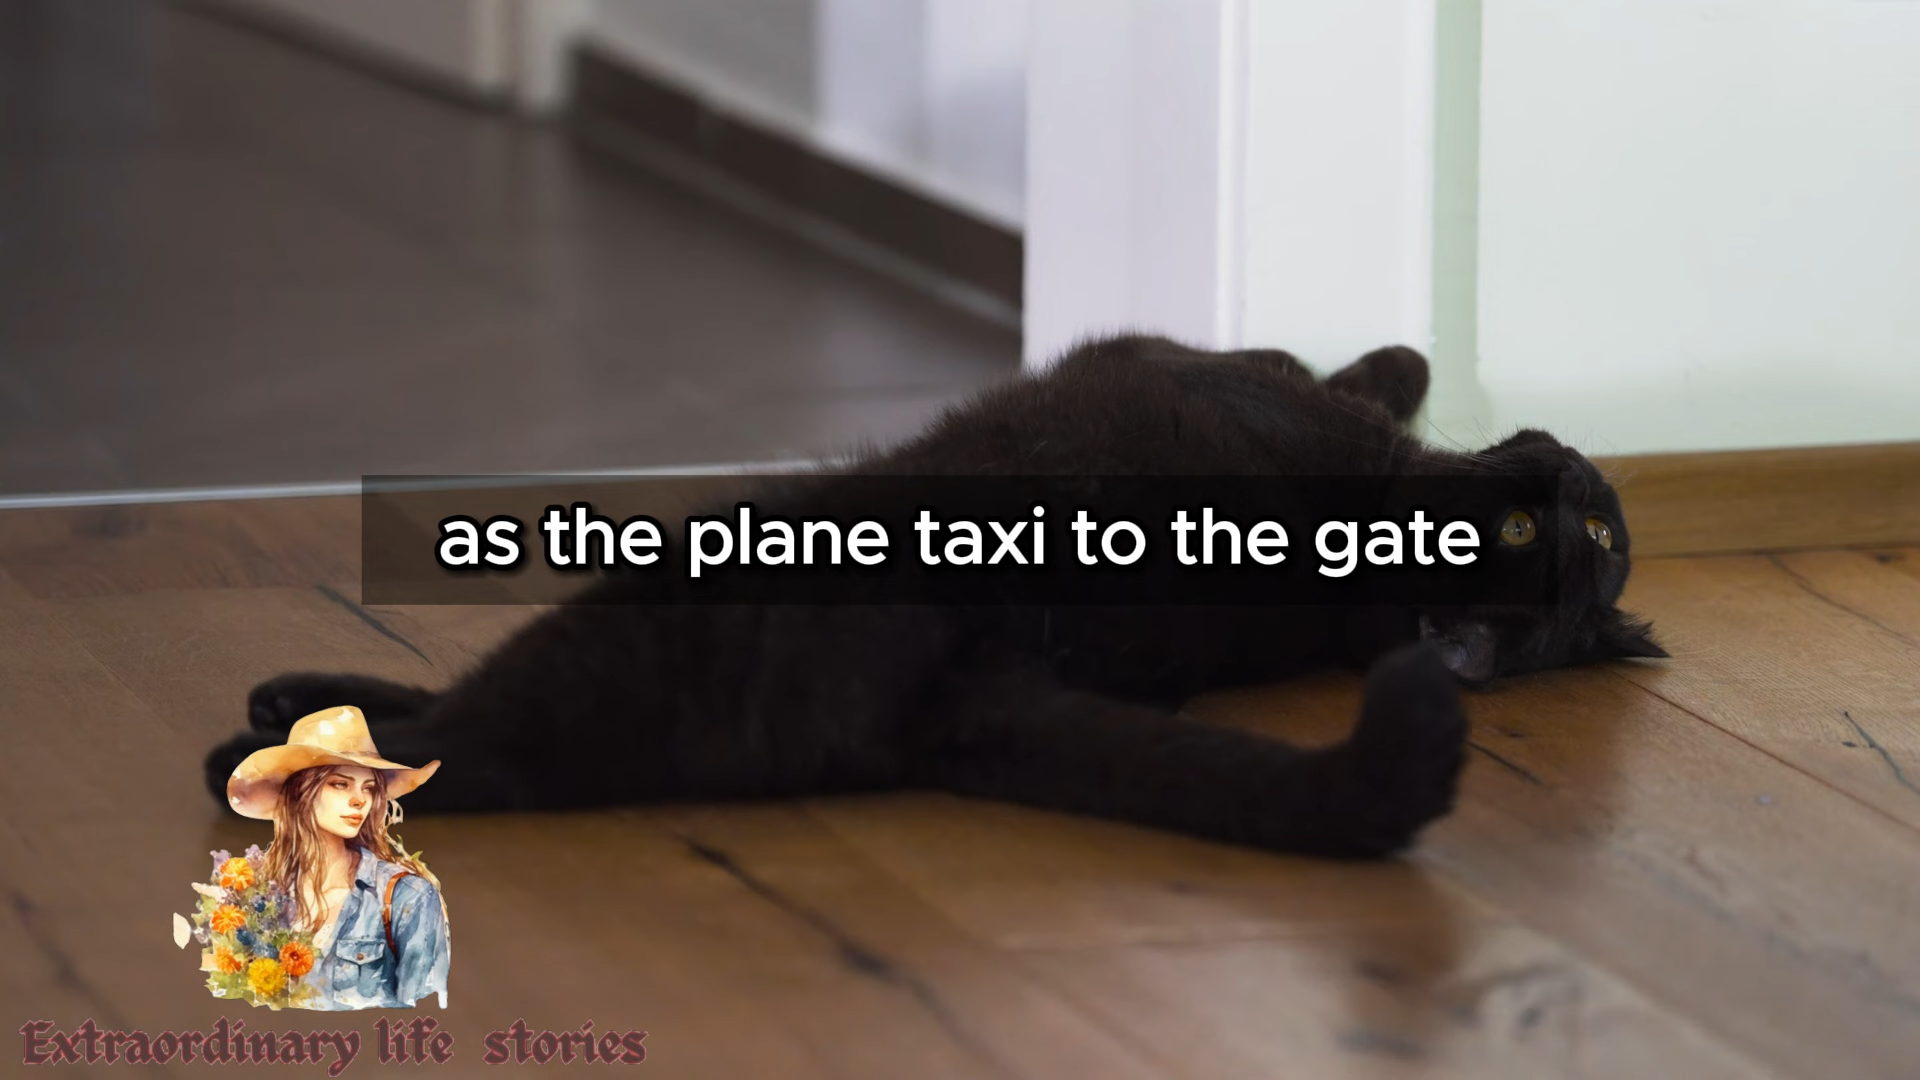 as the plane taxi to the gate
Extraordinary life stories